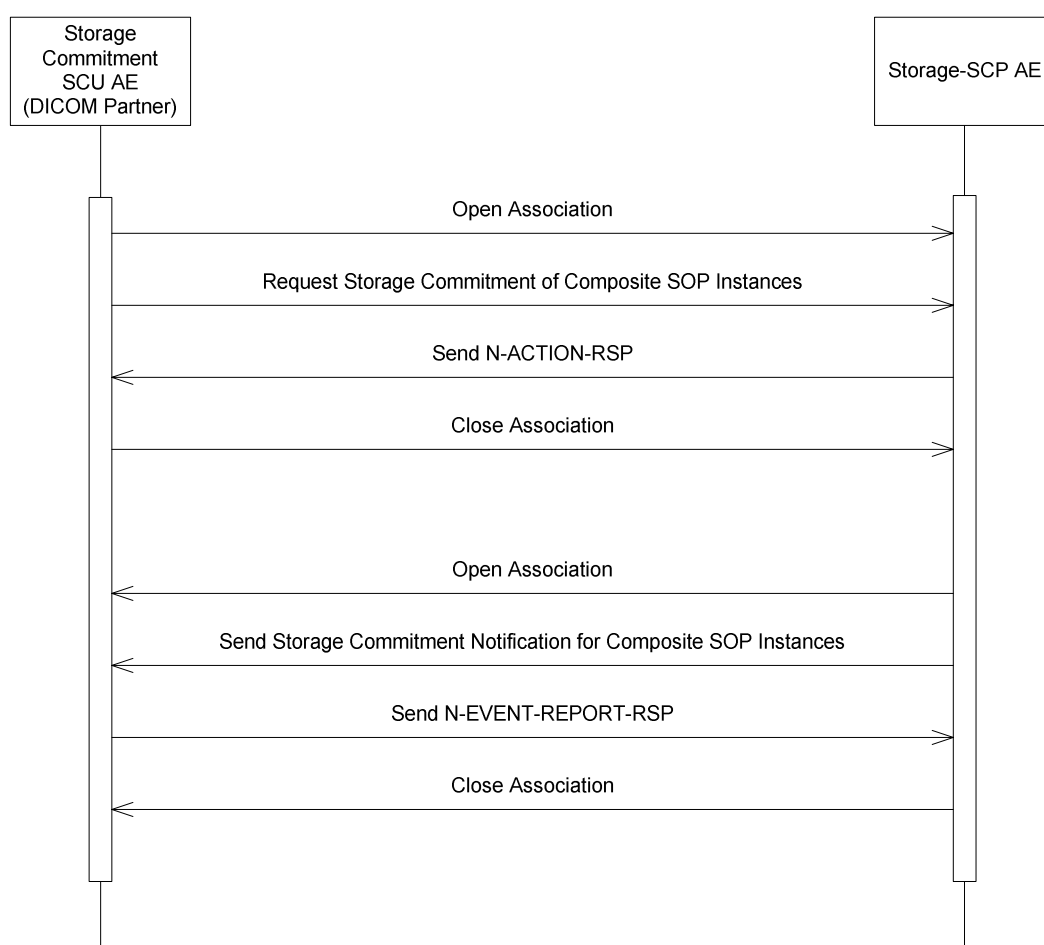 Storage
Commitment
SCU AE
(DICOM Partner)
Storage-SCP AE
Open Association
Request Storage Commitment of Composite SOP Instances
Send N-ACTION-RSP
Close Association
Open Association
Send Storage Commitment Notification for Composite SOP Instances
Send N-EVENT-REPORT-RSP
Close Association